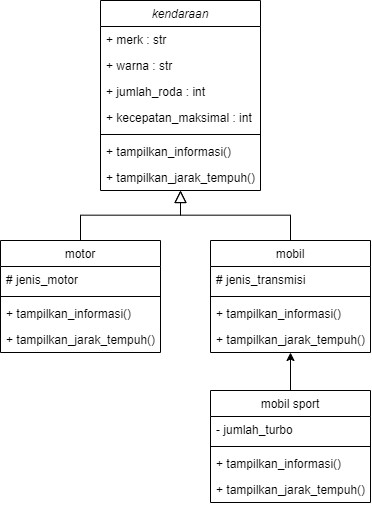 kendaraan
+ merk : str
+ warna : str
+ jumlah_roda : int
+ kecepatan_maksimal : int
+ tampilkan_informasi()
+ tampilkan_jarak_tempuh()
motor
# jenis_motor
+ tampilkan_informasi()
+ tampilkan_jarak_tempuh()
mobil
# jenis_transmisi
+ tampilkan_informasi()
+ tampilkan_jarak_tempuh()
mobil sport
- jumlah_turbo
+ tampilkan_informasi()
+ tampilkan_jarak_tempuh()